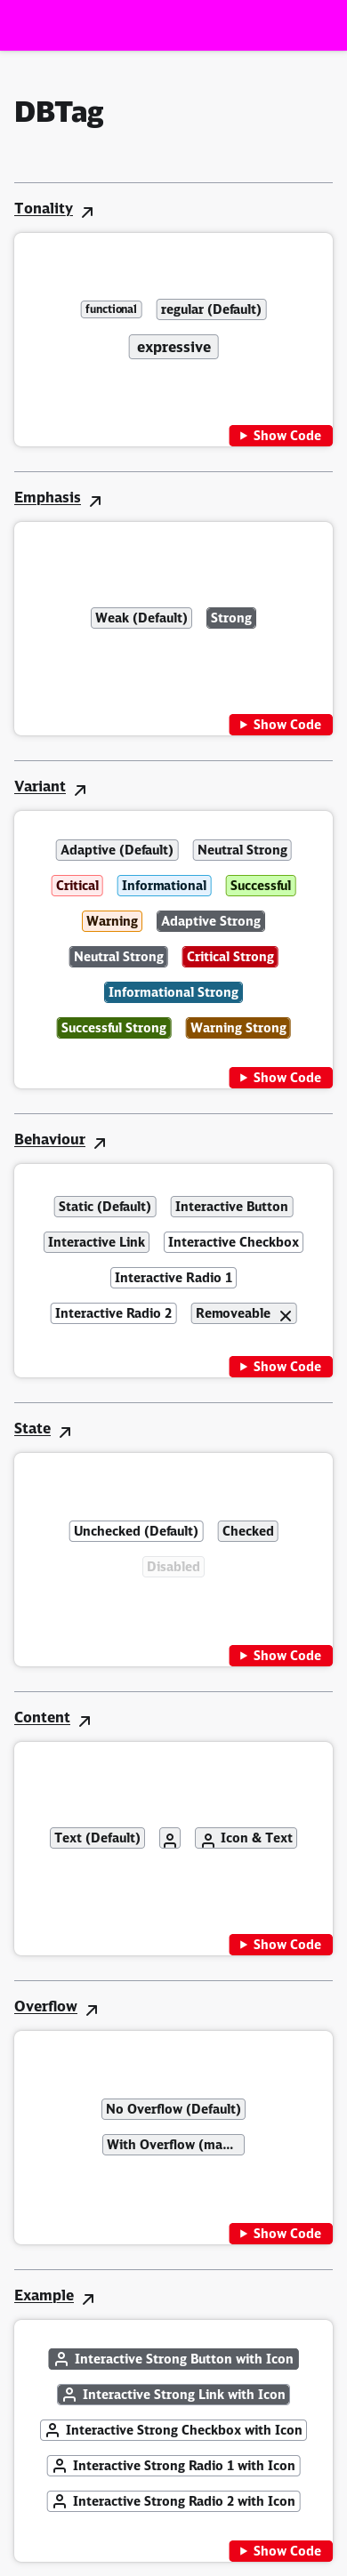 DBTag
Tonality
functional regular (Default)
expressive
Show Code
Emphasis
Weak (Default) Strong
Show Code
Variant
Adaptive (Default) Neutral Strong
Critical Informational Successful
Warning Adaptive Strong
Neutral Strong Critical Strong
Informational Strong
Successful Strong Warning Strong
Show Code
Behaviour
Static (Default) Interactive Button
Interactive Link Interactive Checkbox
Interactive Radio 1
Interactive Radio 2 Removeable
Show Code
State
Unchecked (Default) Checked
Disabled
Show Code
Content
Text (Default) Icon & Text
Show Code
Overflow
No Overflow (Default)
With Overflow (ma...
Show Code
Example
Interactive Strong Button with Icon
Interactive Strong Link with Icon
Interactive Strong Checkbox with Icon
Interactive Strong Radio 1 with Icon
Interactive Strong Radio 2 with Icon
Show Code